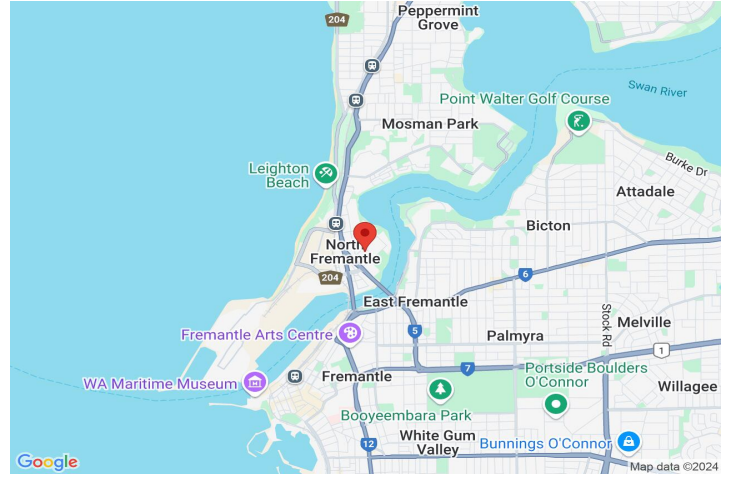 204
Peppermint
Grove
Swan River
Point Walter Golf Course
Mosman Park
Burke Dr
Leighton
Beach
Attadale
Bicton
North
Fremantle
204
6
East Fremantle
Stock Rd
Fremantle Arts Centre
5
Palmyra
Melville
1
WA Maritime Museum
Fremantle
7
Portside Boulders
O'Connor
Willagee
Booyeembara Park
12
White Gum
Valley
Bunnings O'Connor
Google
Map data ©2024